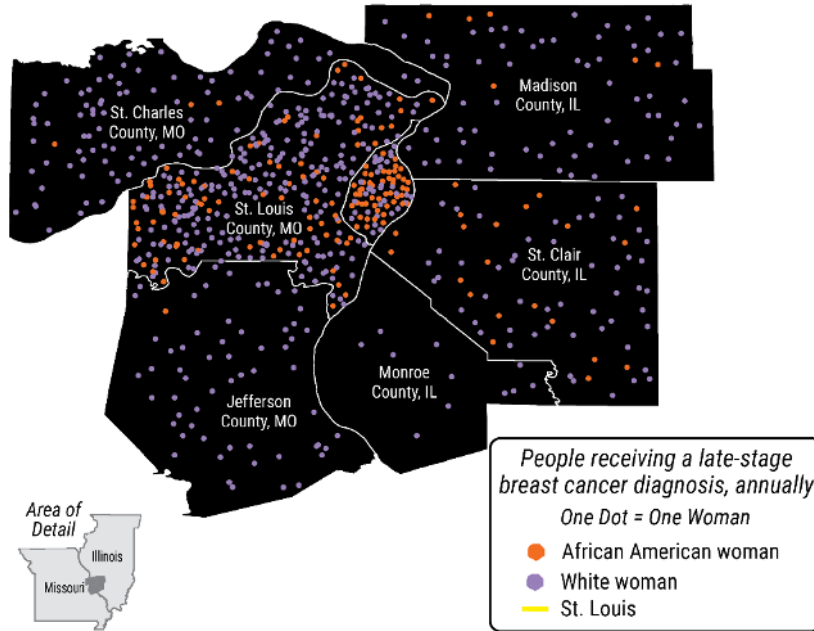 Madison
County, IL
St. Charles
County, MO
St. Louis
County, MO
St. Clair
County, IL
Monroe
County, IL
Jefferson
County, MO
People receiving a late-stage
breast cancer diagnosis, annually
One Dot = One Woman
African American woman
White woman
St. Louis
Area of
Detail
Illinois
Missouri